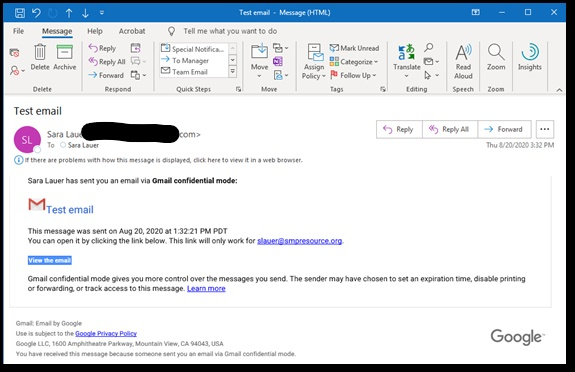 Test email - Message (HTML)
File Message Help Acrobat Tell me what you want to do
Delete Archive
Delete
Reply
Reply All
Forward
Respond
Special Notifica...
To Manager
Team Email
Quick Steps
Move
Move
Assign Policy
Mark Unread
Categorize
Follow Up
Tags
Translate
Editing
Read Aloud
Speech
Zoom
Zoom
Insights
Test email
SL
Sara Laue com>
To Sara Lauer
Reply Reply All Forward ...
Thu 8/20/2020 3:32 PM
If there are problems with how this message is displayed, click here to view it in a web browser.
Sara Lauer has sent you an email via Gmail confidential mode:
Test email
This message was sent on Aug 20, 2020 at 1:32:21 PM PDT
You can open it by clicking the link below. This link will only work for slauer@smpresource.org.
View the email
Gmail confidential mode gives you more control over the messages you send. The sender may have chosen to set an expiration time, disable printing
or forwarding, or track access to this message. Learn more
Gmail: Email by Google
Use is subject to the Google Privacy Policy
Google LLC, 1600 Amphitheatre Parkway, Mountain View, CA 94043, USA
You have received this message because someone sent you an email via Gmail confidential mode.
Google